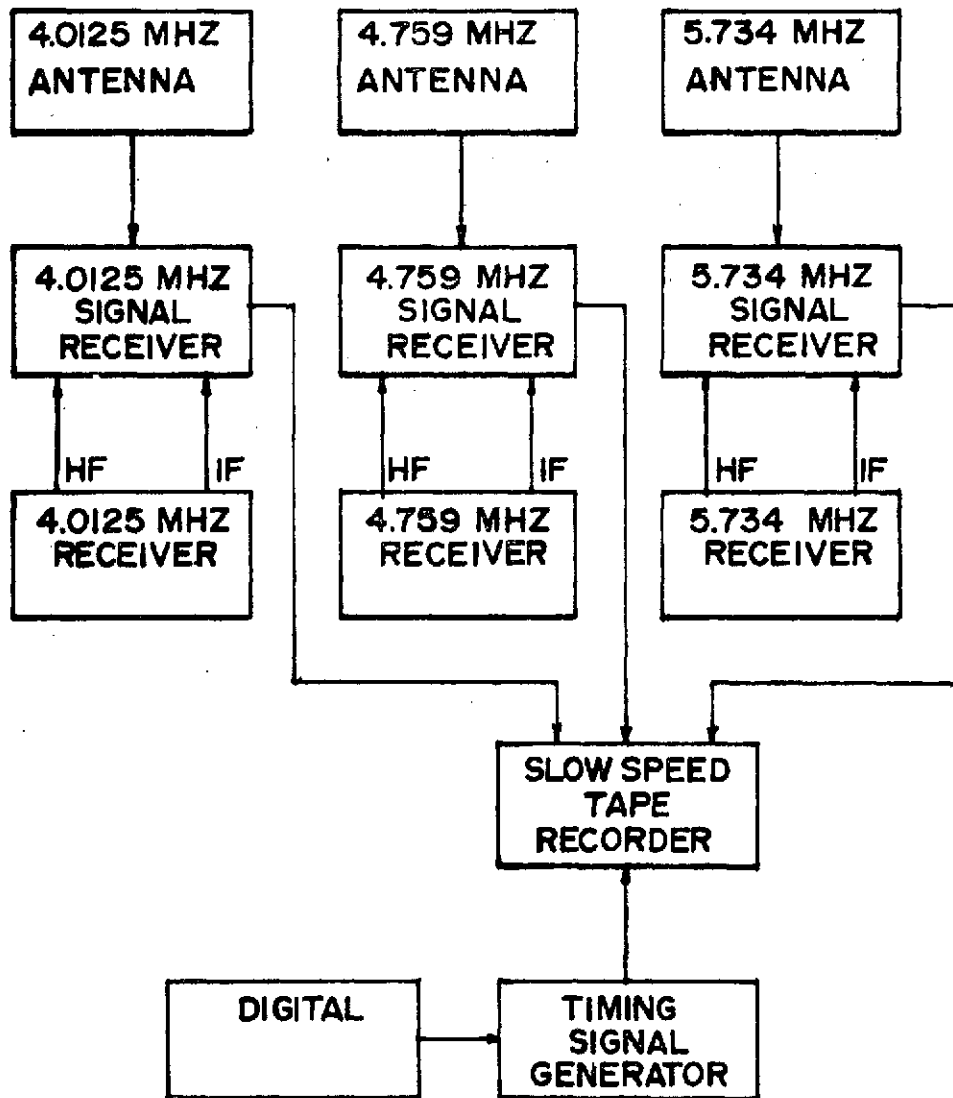 4.0125 MHZ
ANTENNA
4.759 MHZ
ANTENNA
5.734 MHZ
ANTENNA
4.0125 MHZ
SIGNAL
RECEIVER
4.759 MHZ
SIGNAL
RECEIVER
5.734 MHZ
SIGNAL
RECEIVER
HF
IF
HF
IF
HF
IF
4.0125 MHZ
RECEIVER
4.759 MHZ
RECEIVER
5.734 MHZ
RECEIVER
SLOW SPEED
TAPE
RECORDER
DIGITAL
TIMING
SIGNAL
GENERATOR